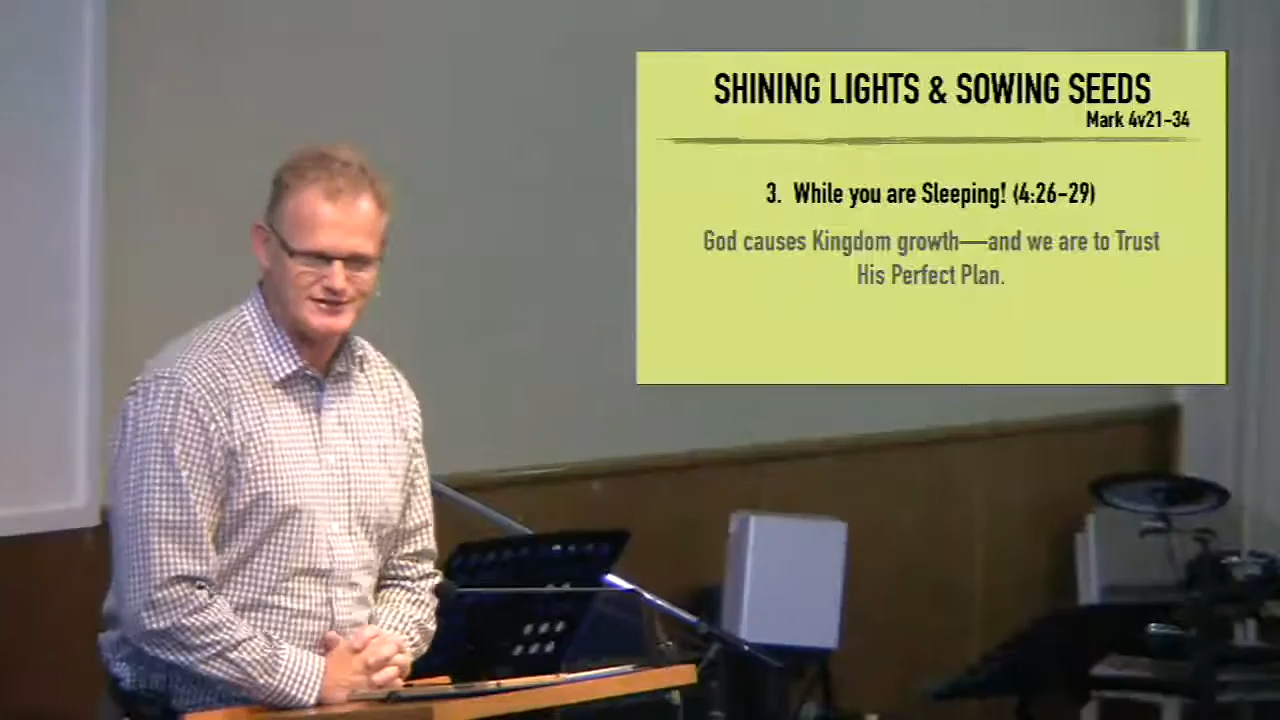 SHINING LIGHTS & SOWING SEEDS
Mark 4v21-34
3. While you are Sleeping! (4:26-29)
God causes Kingdom growth—and we are to Trust
His Perfect Plan.